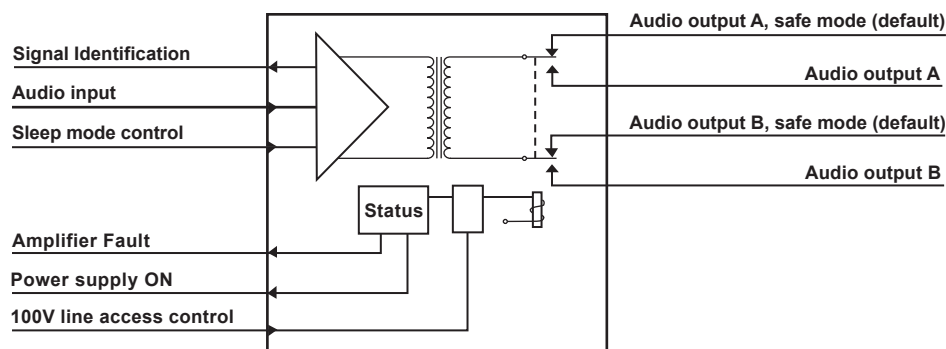 Signal Identification
Audio input
Sleep mode control
Amplifier Fault
Power supply ON
100V line access control
Status
Audio output A, safe mode (default)
Audio output A
Audio output B, safe mode (default)
Audio output B